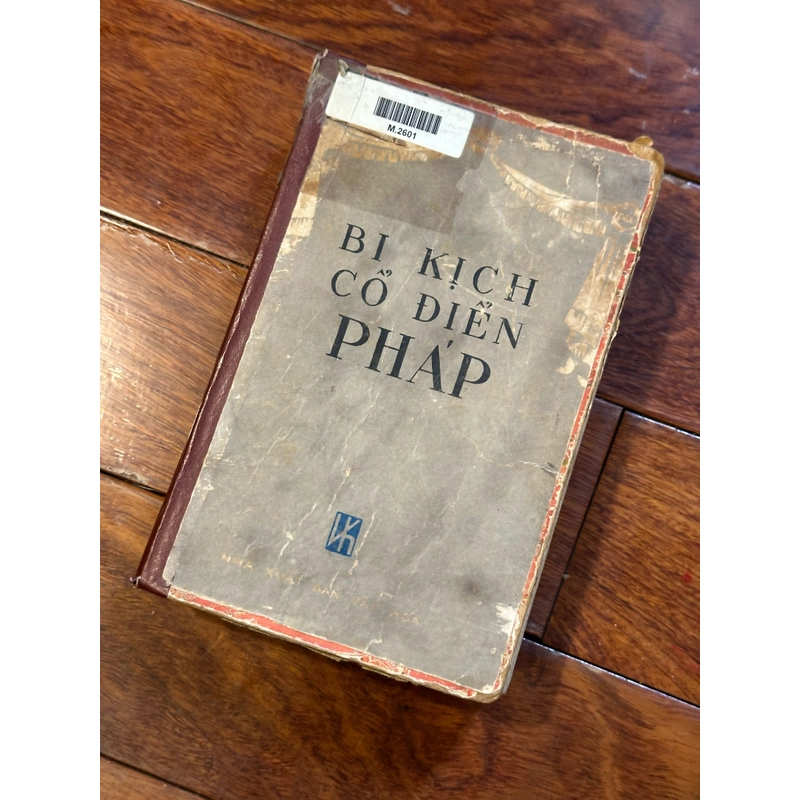 M.2601
BI KỊCH
CỔ ĐIỂN
PHÁP